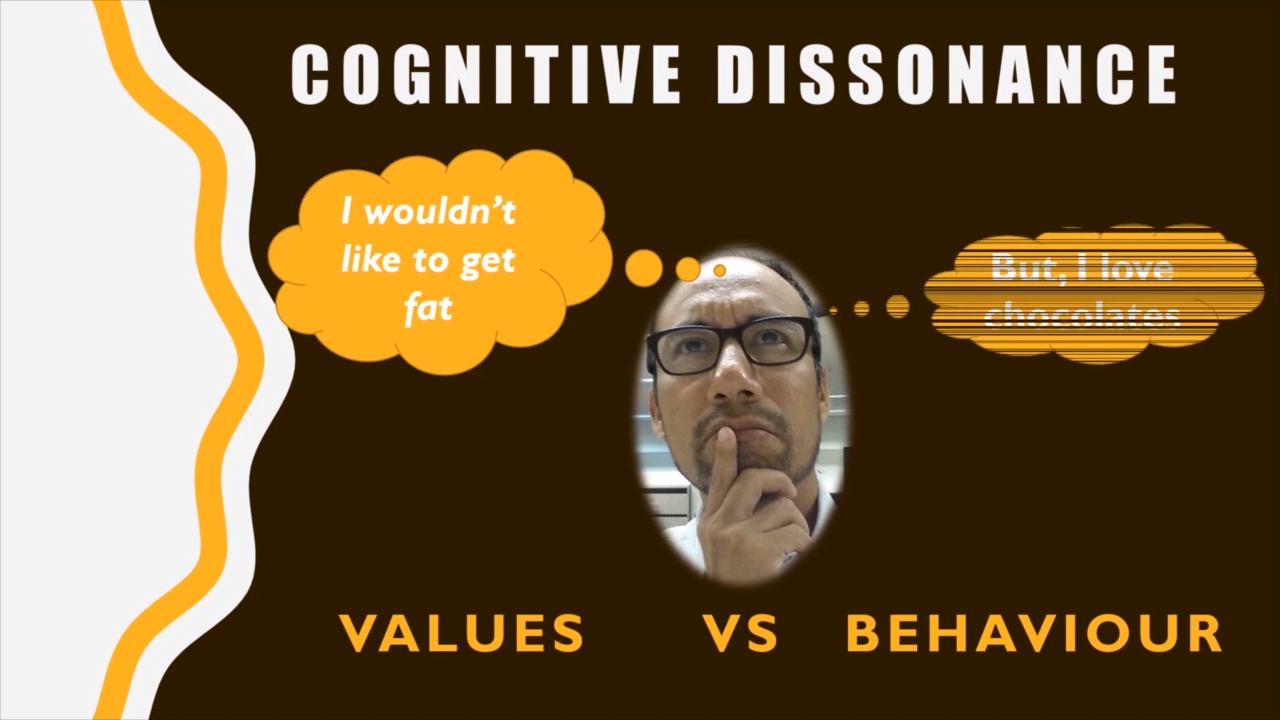 COGNITIVE DISSONANCE
I wouldn't
like to get
fat
But, I love
chocolates
VALUES VS BEHAVIOUR